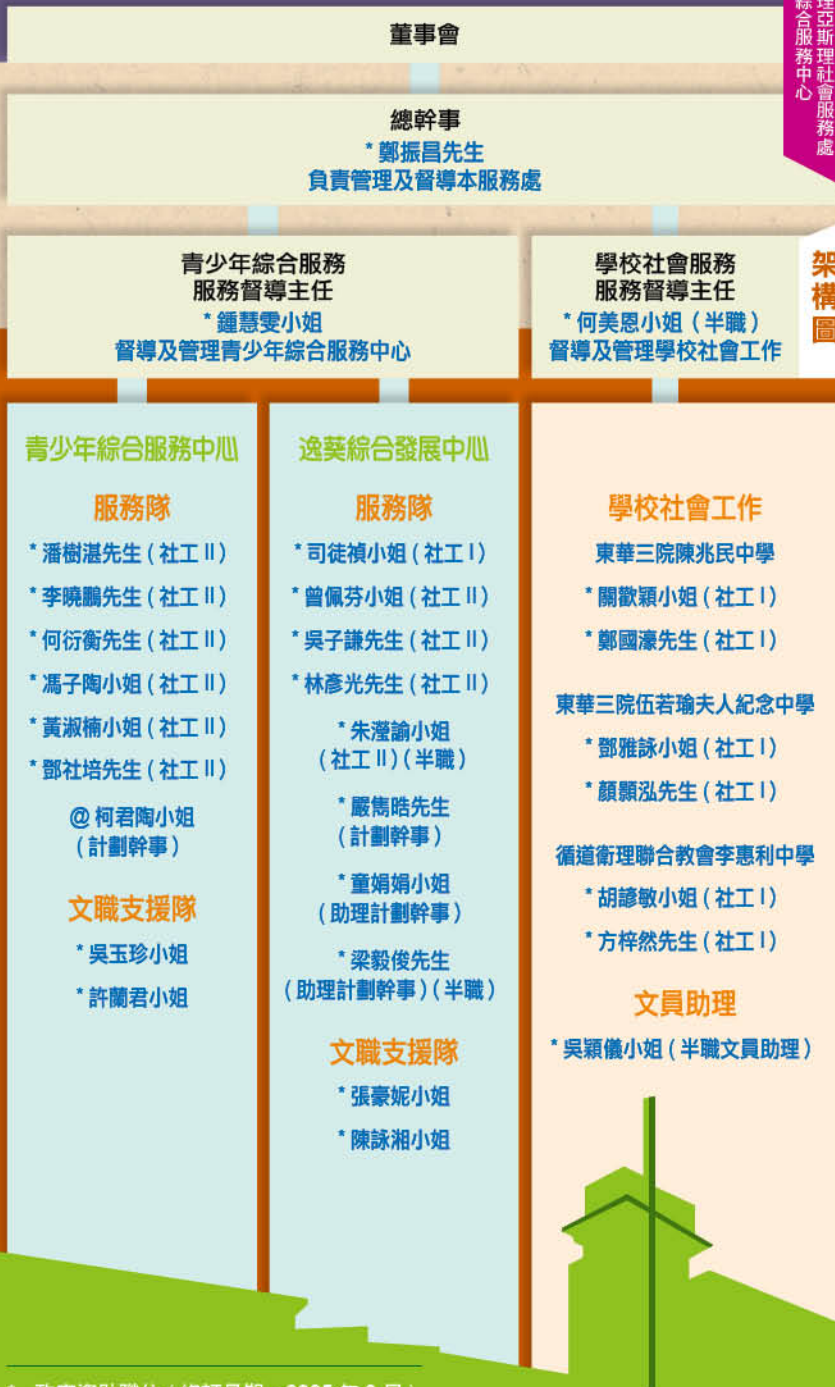 董事會
總幹事
* 鄭振昌先生
負責管理及督導本服務處
理亞斯理社會服務處
綜合服務中心
架構圖
青少年綜合服務
服務督導主任
* 鍾慧雯小姐
督導及管理青少年綜合服務中心
學校社會服務
服務督導主任
* 何美恩小姐（半職）
督導及管理學校社會工作
青少年綜合服務中心
服務隊
* 潘樹湛先生 ( 社工 II )
* 李曉鵬先生 ( 社工 II )
* 何衍衡先生 ( 社工 II )
* 馮子陶小姐 ( 社工 II )
* 黃淑楠小姐 ( 社工 II )
* 鄧社培先生 ( 社工 II )
@ 柯君陶小姐
( 計劃幹事 )
文職支援隊
* 吳玉珍小姐
* 許蘭君小姐
逸葵綜合發展中心
服務隊
* 司徒禎小姐 ( 社工 I )
* 曾佩芬小姐 ( 社工 II )
* 吳子謙先生 ( 社工 II )
* 林彥光先生 ( 社工 II )
* 朱瀅諭小姐
( 社工 II ) ( 半職 )
* 嚴雋晧先生
( 計劃幹事 )
* 童娟娟小姐
( 助理計劃幹事 )
* 梁毅俊先生
( 助理計劃幹事 ) ( 半職 )
文職支援隊
* 張豪妮小姐
* 陳詠湘小姐
學校社會工作
東華三院陳兆民中學
* 關歡穎小姐 ( 社工 I )
* 鄭國濠先生 ( 社工 I )
東華三院伍若瑜夫人紀念中學
* 鄧雅詠小姐 ( 社工 I )
* 顏顥泓先生 ( 社工 I )
循道衛理聯合教會李惠利中學
* 胡諺敏小姐 ( 社工 I )
* 方梓然先生 ( 社工 I )
文員助理
* 吳穎儀小姐 ( 半職文員助理 )